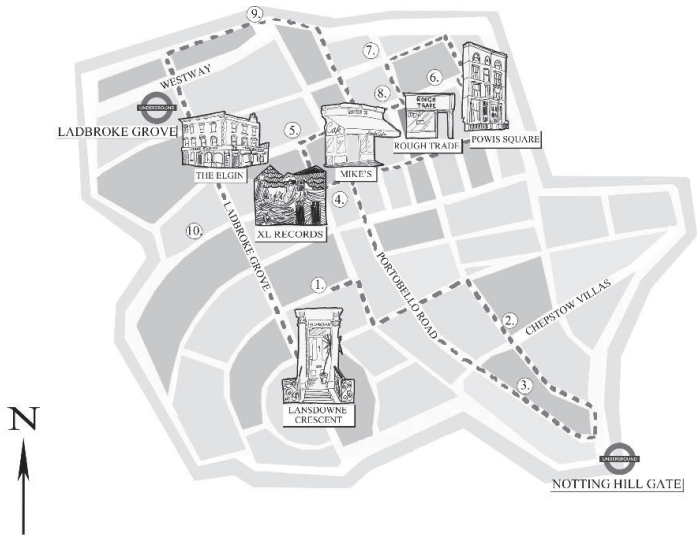 9.
WESTWAY
7.
UNDERGROUND
LADBROKE GROVE
8.
6.
ROUGH
TRADE
5.
THE ELGIN
MIKE'S
ROUGH TRADE
POWIS SQUARE
4.
XL RECORDS
10.
LADBROKE GROVE
PORTOBELLO ROAD
1.
2.
CHEPSTOW VILLAS
3.
LANSDOWNE
CRESCENT
N
UNDERGROUND
NOTTING HILL GATE